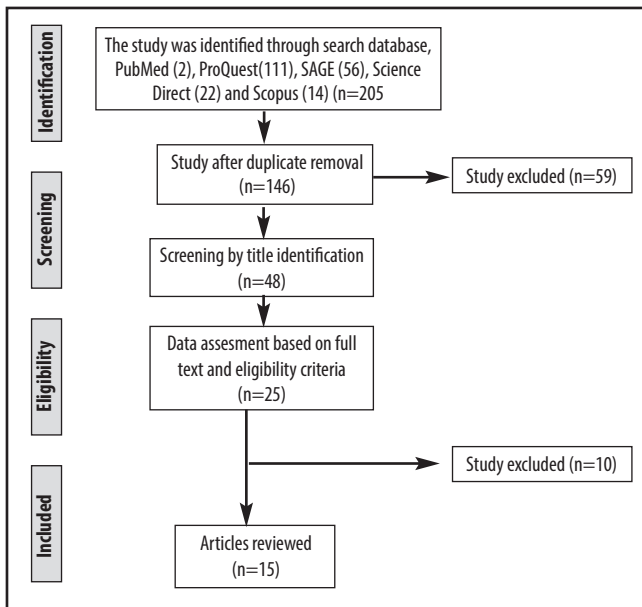 Identification
The study was identified through search database,
PubMed (2), ProQuest(111), SAGE (56), Science
Direct (22) and Scopus (14) (n=205
Screening
Study after duplicate removal
(n=146)
Study excluded (n=59)
Screening by title identification
(n=48)
Eligibility
Data assesment based on full
text and eligibility criteria
(n=25)
Study excluded (n=10)
Included
Articles reviewed
(n=15)